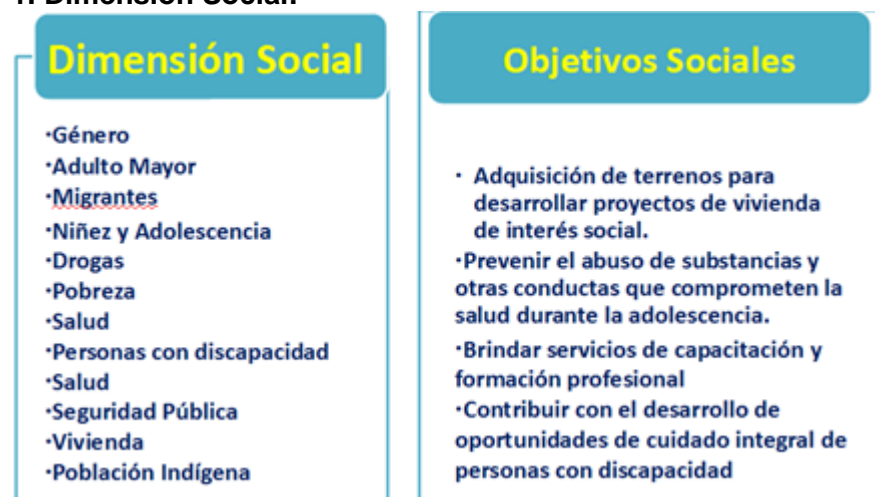 1. Dimensión Social.
Dimensión Social
·Género
·Adulto Mayor
·Migrantes
·Niñez y Adolescencia
·Drogas
·Pobreza
·Salud
·Personas con discapacidad
·Salud
·Seguridad Pública
·Vivienda
·Población Indígena
Objetivos Sociales
· Adquisición de terrenos para
desarrollar proyectos de vivienda
de interés social.
·Prevenir el abuso de substancias y
otras conductas que comprometen la
salud durante la adolescencia.
·Brindar servicios de capacitación y
formación profesional
·Contribuir con el desarrollo de
oportunidades de cuidado integral de
personas con discapacidad